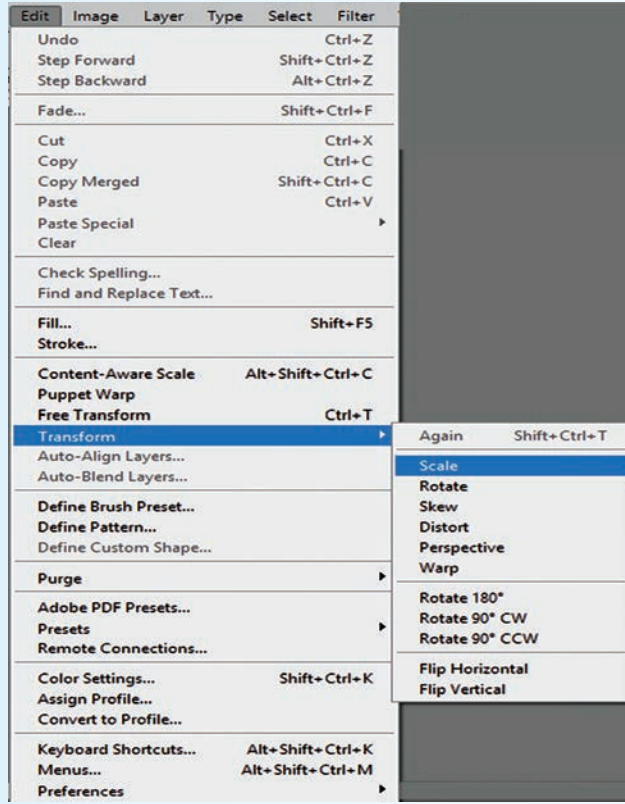 Edit Image Layer Type Select Filter
Undo Ctrl+Z
Step Forward Shift+Ctrl+Z
Step Backward Alt+Ctrl+Z
Fade... Shift+Ctrl+F
Cut Ctrl+X
Copy Ctrl+C
Copy Merged Shift+Ctrl+C
Paste Ctrl+V
Paste Special
Clear
Check Spelling...
Find and Replace Text...
Fill... Shift+F5
Stroke...
Content-Aware Scale Alt+Shift+Ctrl+C
Puppet Warp
Free Transform Ctrl+T
Transform
Auto-Align Layers...
Auto-Blend Layers...
Define Brush Preset...
Define Pattern...
Define Custom Shape...
Purge
Adobe PDF Presets...
Presets
Remote Connections...
Color Settings... Shift+Ctrl+K
Assign Profile...
Convert to Profile...
Keyboard Shortcuts... Alt+Shift+Ctrl+K
Menus... Alt+Shift+Ctrl+M
Preferences
Again Shift+Ctrl+T
Scale
Rotate
Skew
Distort
Perspective
Warp
Rotate 180°
Rotate 90° CW
Rotate 90° CCW
Flip Horizontal
Flip Vertical